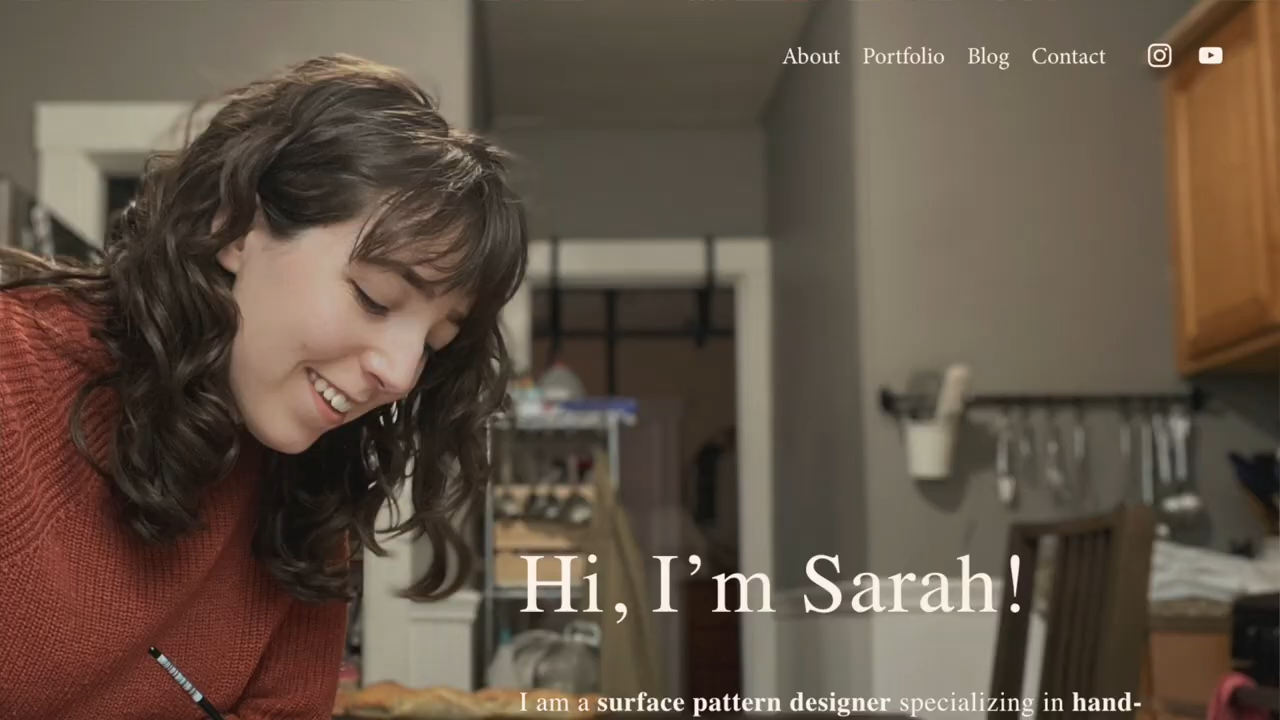 About Portfolio Blog Contact
Hi, I’m Sarah!
I am a surface pattern designer specializing in hand-